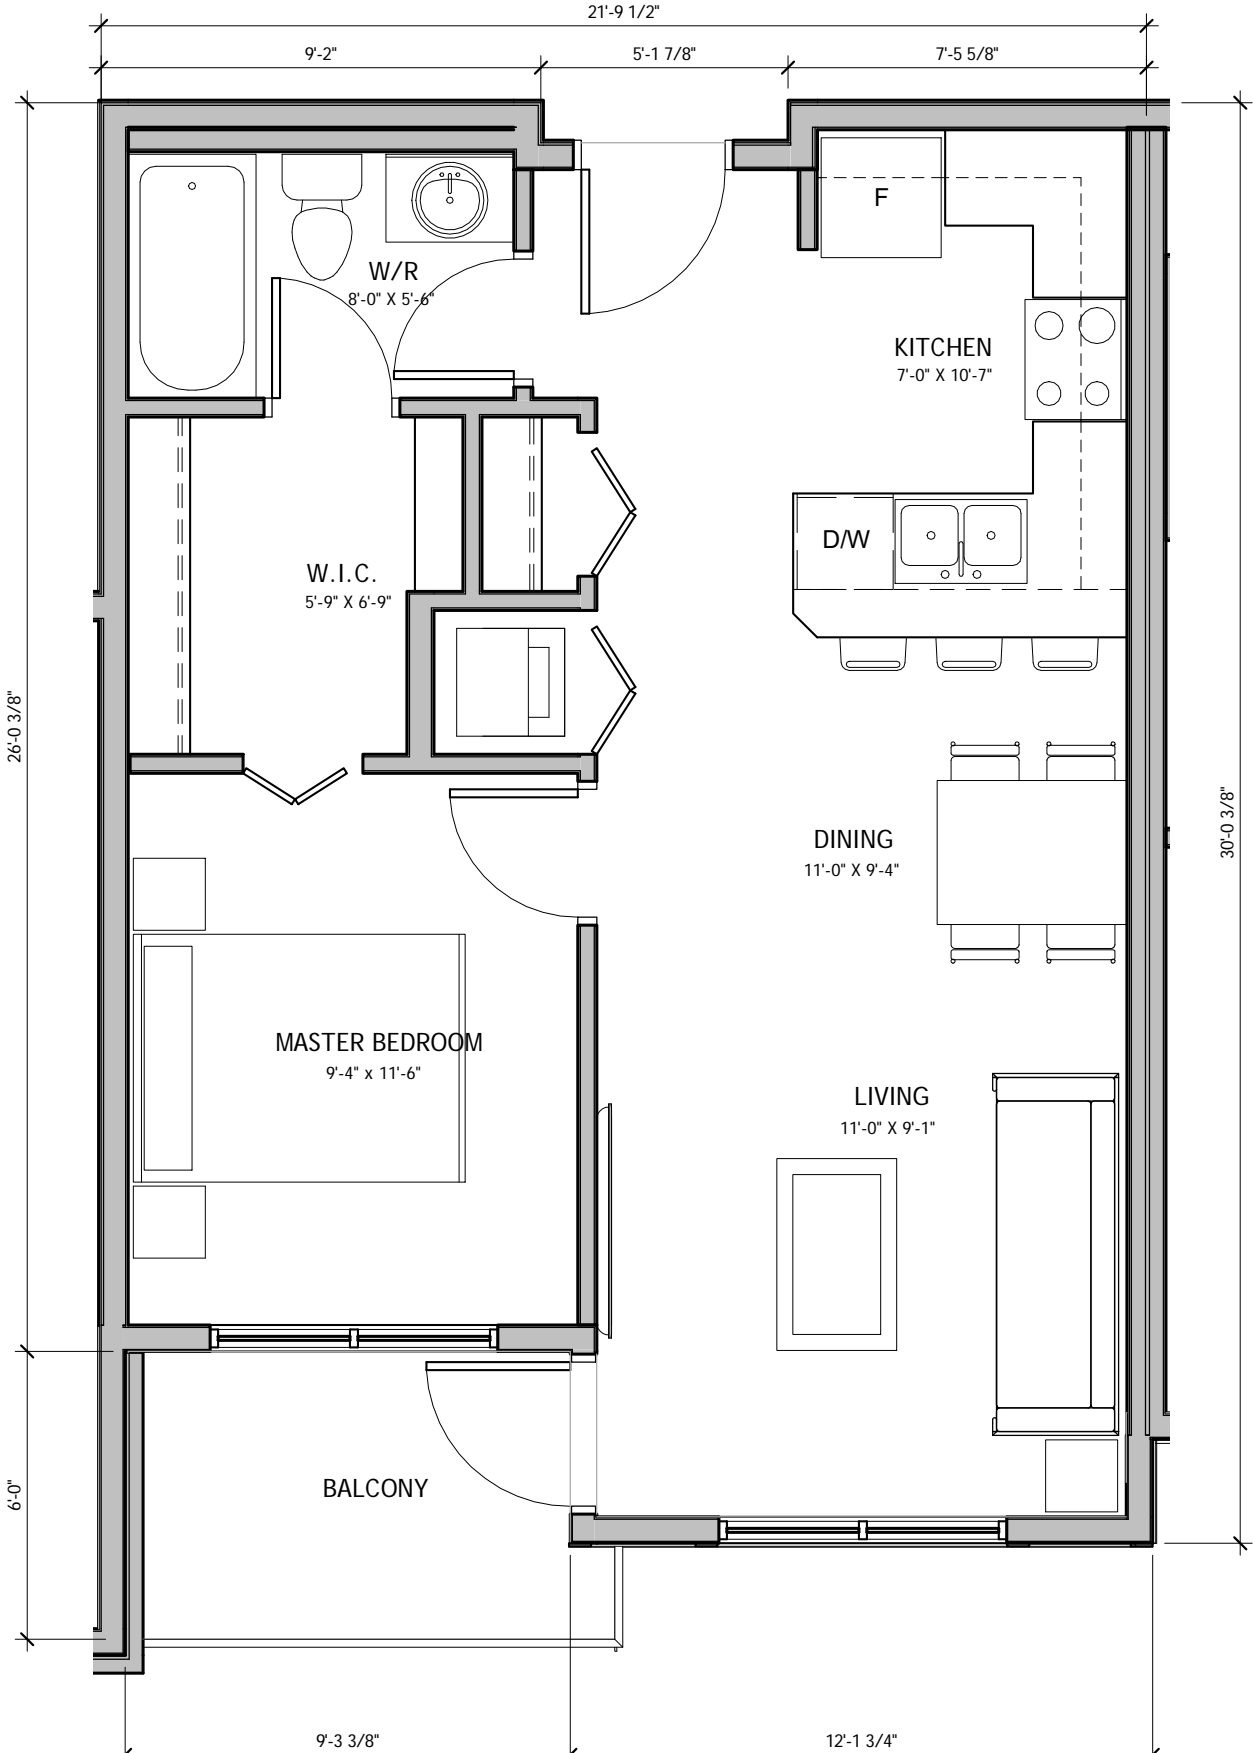 21'-9 1/2"
9'-2"
5'-1 7/8"
7'-5 5/8"
F
W/R
8'-0" X 5'-6"
KITCHEN
7'-0" X 10'-7"
D/W
W.I.C.
5'-9" X 6'-9"
26'-0 3/8"
30'-0 3/8"
DINING
11'-0" X 9'-4"
MASTER BEDROOM
9'-4" x 11'-6"
LIVING
11'-0" X 9'-1"
BALCONY
6'-0"
9'-3 3/8"
12'-1 3/4"